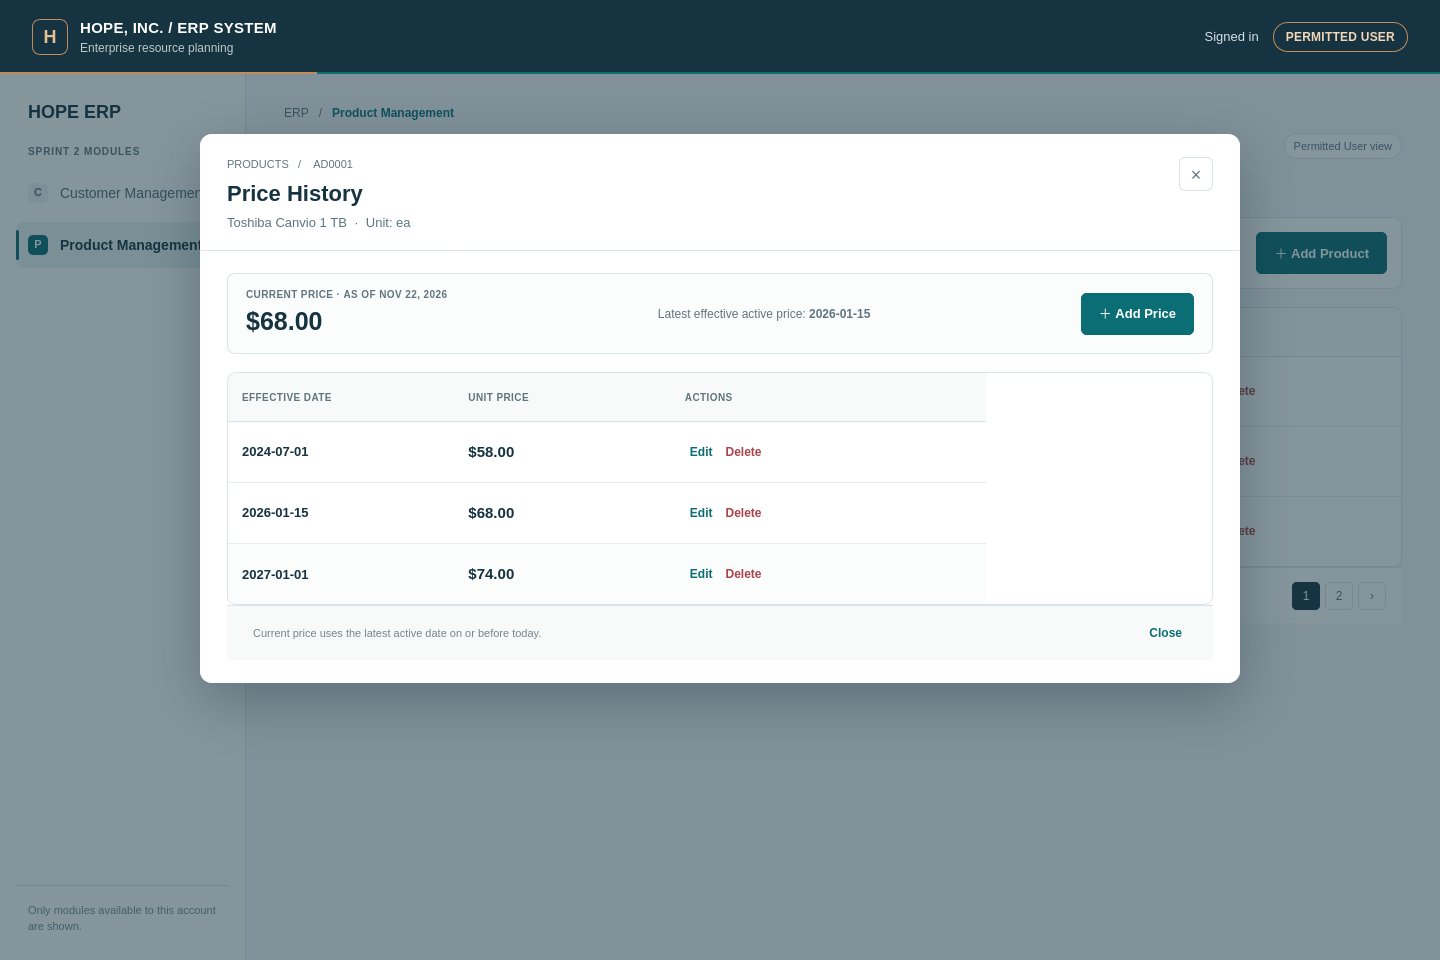 H
HOPE, INC. / ERP SYSTEM
Enterprise resource planning
Signed in
PERMITTED USER
HOPE ERP
SPRINT 2 MODULES
C Customer Managemen
P Product Management
Only modules available to this account
are shown.
ERP / Product Management
Permitted User view
+ Add Product
PRODUCTS / AD0001
Price History
Toshiba Canvio 1 TB · Unit: ea
×
CURRENT PRICE · AS OF NOV 22, 2026
$68.00
Latest effective active price: 2026-01-15
+ Add Price
EFFECTIVE DATE UNIT PRICE ACTIONS
2024-07-01 $58.00 Edit Delete
2026-01-15 $68.00 Edit Delete
2027-01-01 $74.00 Edit Delete
Current price uses the latest active date on or before today.
Close
ete
ete
ete
1 2 ›